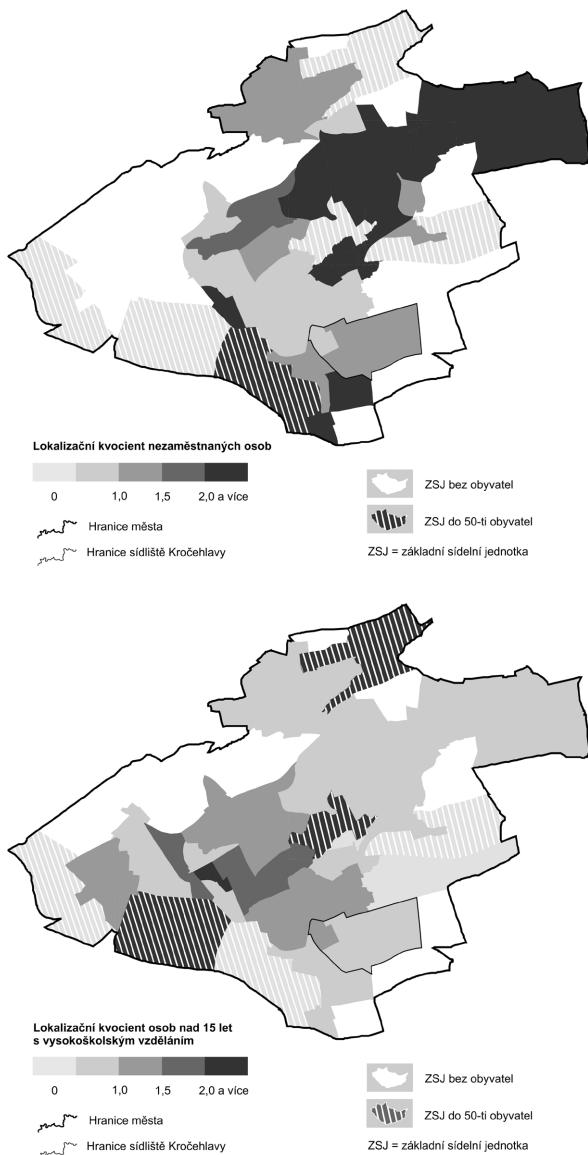 Lokalizační kvocient nezaměstnaných osob
0 1,0 1,5 2,0 a více
Hranice města
Hranice sídliště Kročehlavy
ZSJ bez obyvatel
ZSJ do 50-ti obyvatel
ZSJ = základní sídelní jednotka
Lokalizační kvocient osob nad 15 let
s vysokoškolským vzděláním
0 1,0 1,5 2,0 a více
Hranice města
Hranice sídliště Kročehlavy
ZSJ bez obyvatel
ZSJ do 50-ti obyvatel
ZSJ = základní sídelní jednotka